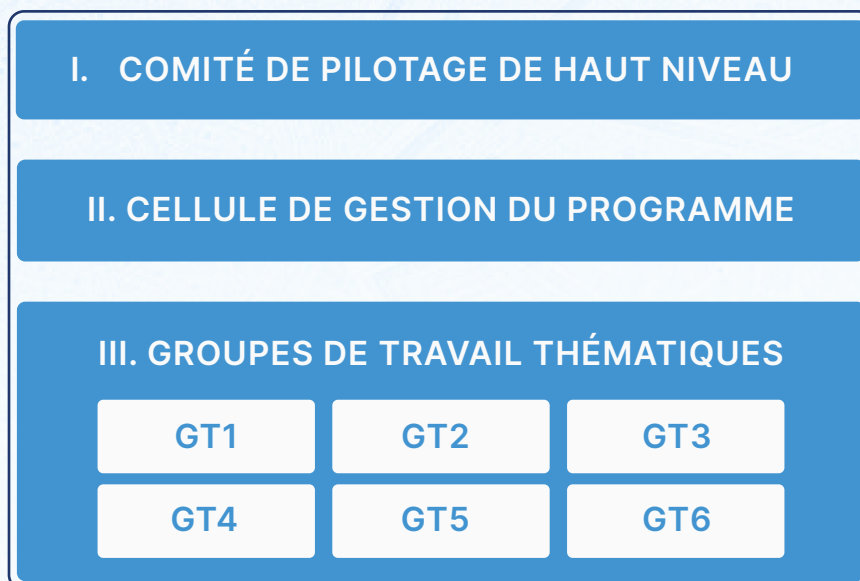 I. COMITÉ DE PILOTAGE DE HAUT NIVEAU
II. CELLULE DE GESTION DU PROGRAMME
III. GROUPES DE TRAVAIL THÉMATIQUES
GT1 GT2 GT3
GT4 GT5 GT6